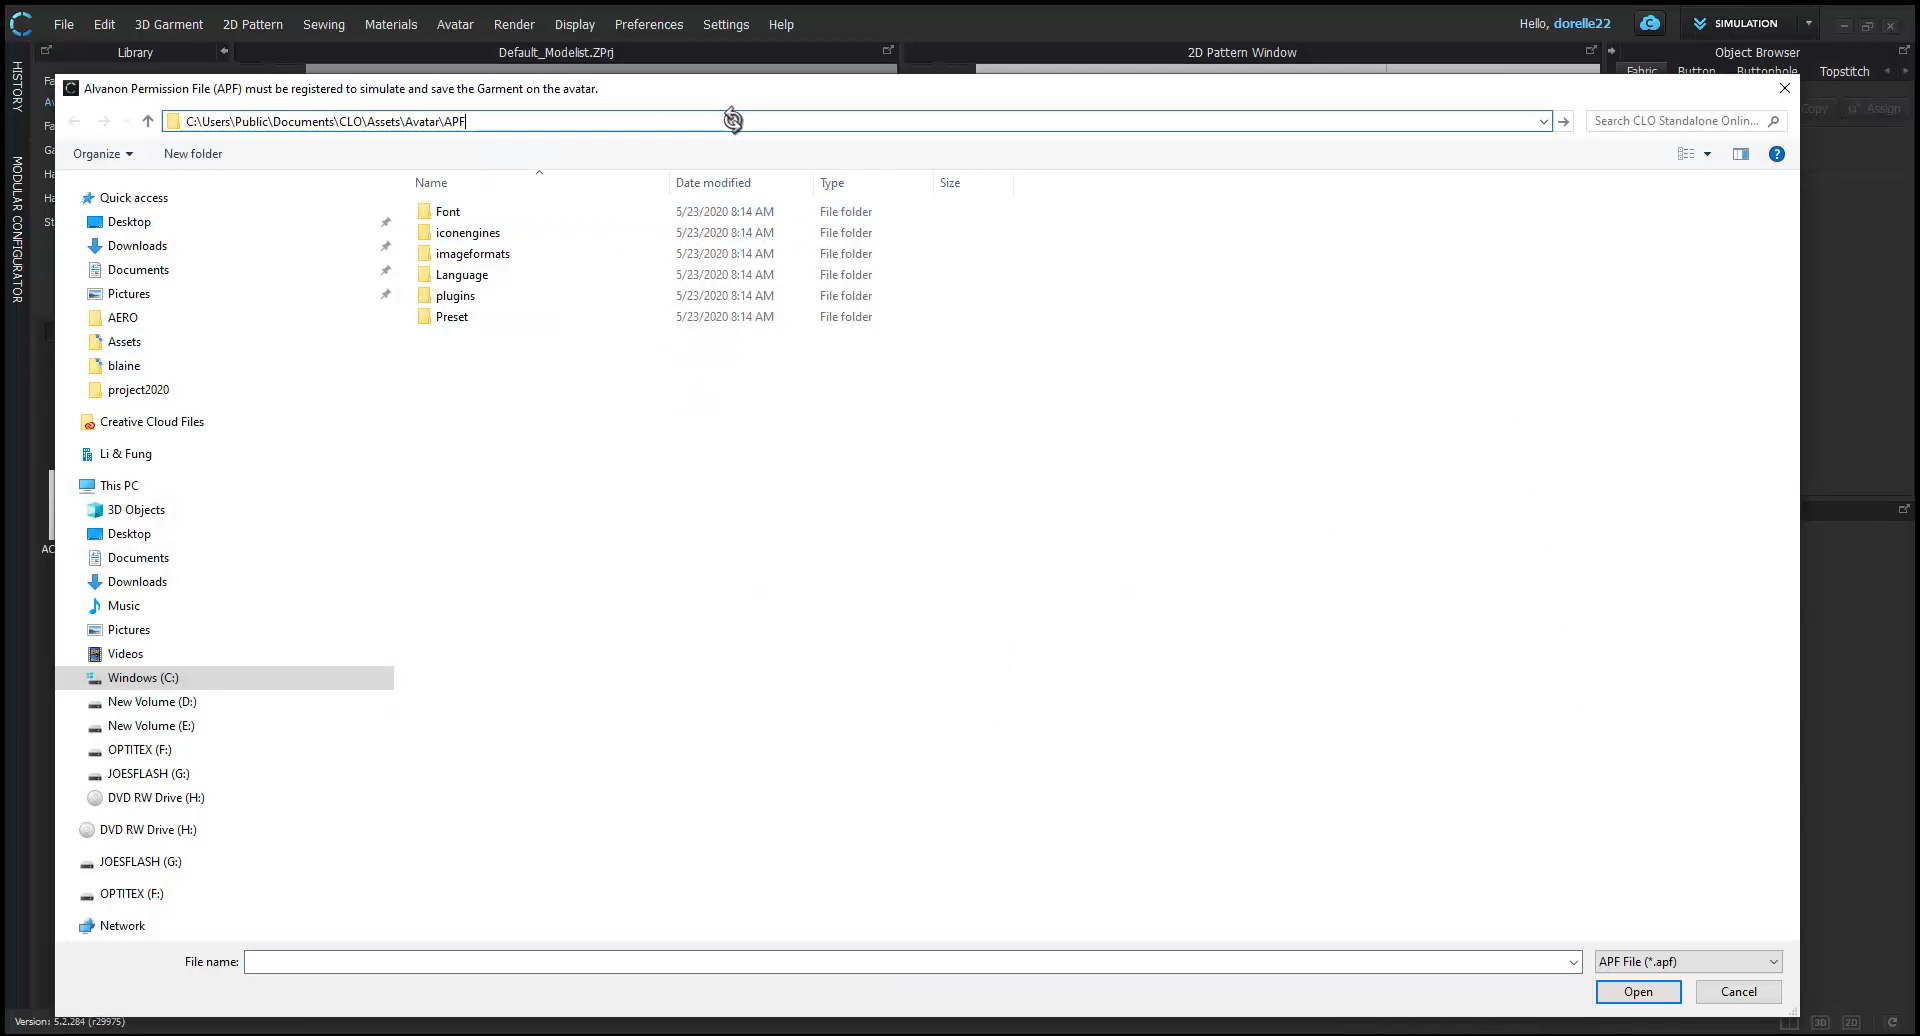 File Edit 3D Garment 2D Pattern Sewing Materials Avatar Render Display Preferences Settings Help Hello, dorelle22 SIMULATION
Library Default_Modelist.ZPrj 2D Pattern Window Object Browser
Fabric Button Buttonhole Topstitch
HISTORY
MODULAR CONFIGURATOR
Alvanon Permission File (APF) must be registered to simulate and save the Garment on the avatar.
C:\Users\Public\Documents\CLO\Assets\Avatar\APF Search CLO Standalone Onlin...
Copy Assign
Organize New folder
Name Date modified Type Size
Font 5/23/2020 8:14 AM File folder
iconengines 5/23/2020 8:14 AM File folder
imageformats 5/23/2020 8:14 AM File folder
Language 5/23/2020 8:14 AM File folder
plugins 5/23/2020 8:14 AM File folder
Preset 5/23/2020 8:14 AM File folder
Quick access
Desktop
Downloads
Documents
Pictures
AERO
Assets
blaine
project2020
Creative Cloud Files
Li & Fung
This PC
3D Objects
Desktop
Documents
Downloads
Music
Pictures
Videos
Windows (C:)
New Volume (D:)
New Volume (E:)
OPTITEX (F:)
JOESFLASH (G:)
DVD RW Drive (H:)
DVD RW Drive (H:)
JOESFLASH (G:)
OPTITEX (F:)
Network
File name: APF File (*.apf)
Open Cancel
Version: 5.2.284 (r29975) 3D 2D